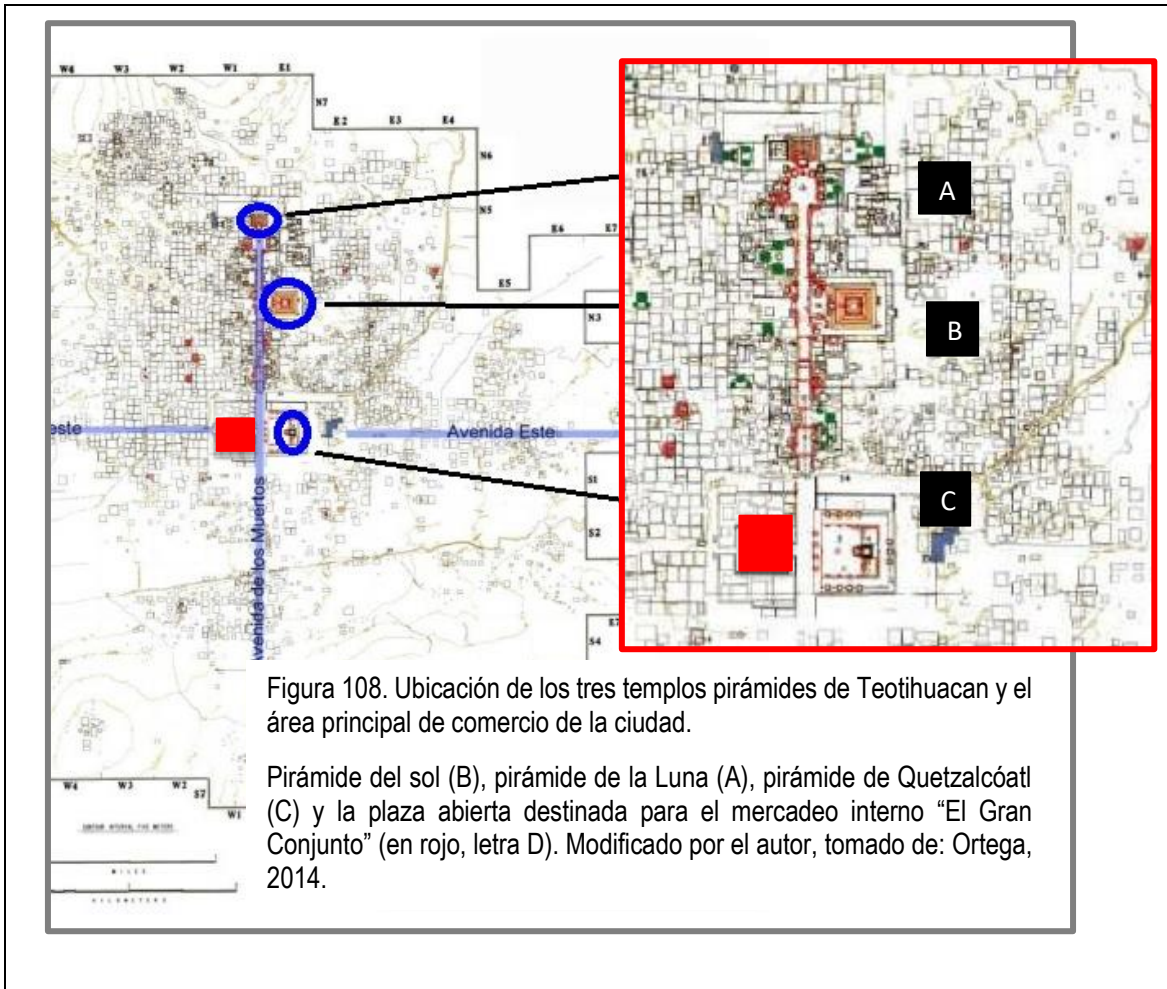 W4 W3 W2 W1 E1
N7
E2 E3 E4
N6
N5
E6 E7
E5
N3
A
B
C
este
Avenida Este
S1
S2
Avenida de los Muertos
S4
Figura 108. Ubicación de los tres templos pirámides de Teotihuacan y el
área principal de comercio de la ciudad.
Pirámide del sol (B), pirámide de la Luna (A), pirámide de Quetzalcóatl
(C) y la plaza abierta destinada para el mercadeo interno “El Gran
Conjunto” (en rojo, letra D). Modificado por el autor, tomado de: Ortega,
2014.
W4 W3 W2 S7
W1
MILES
KILOMETERS